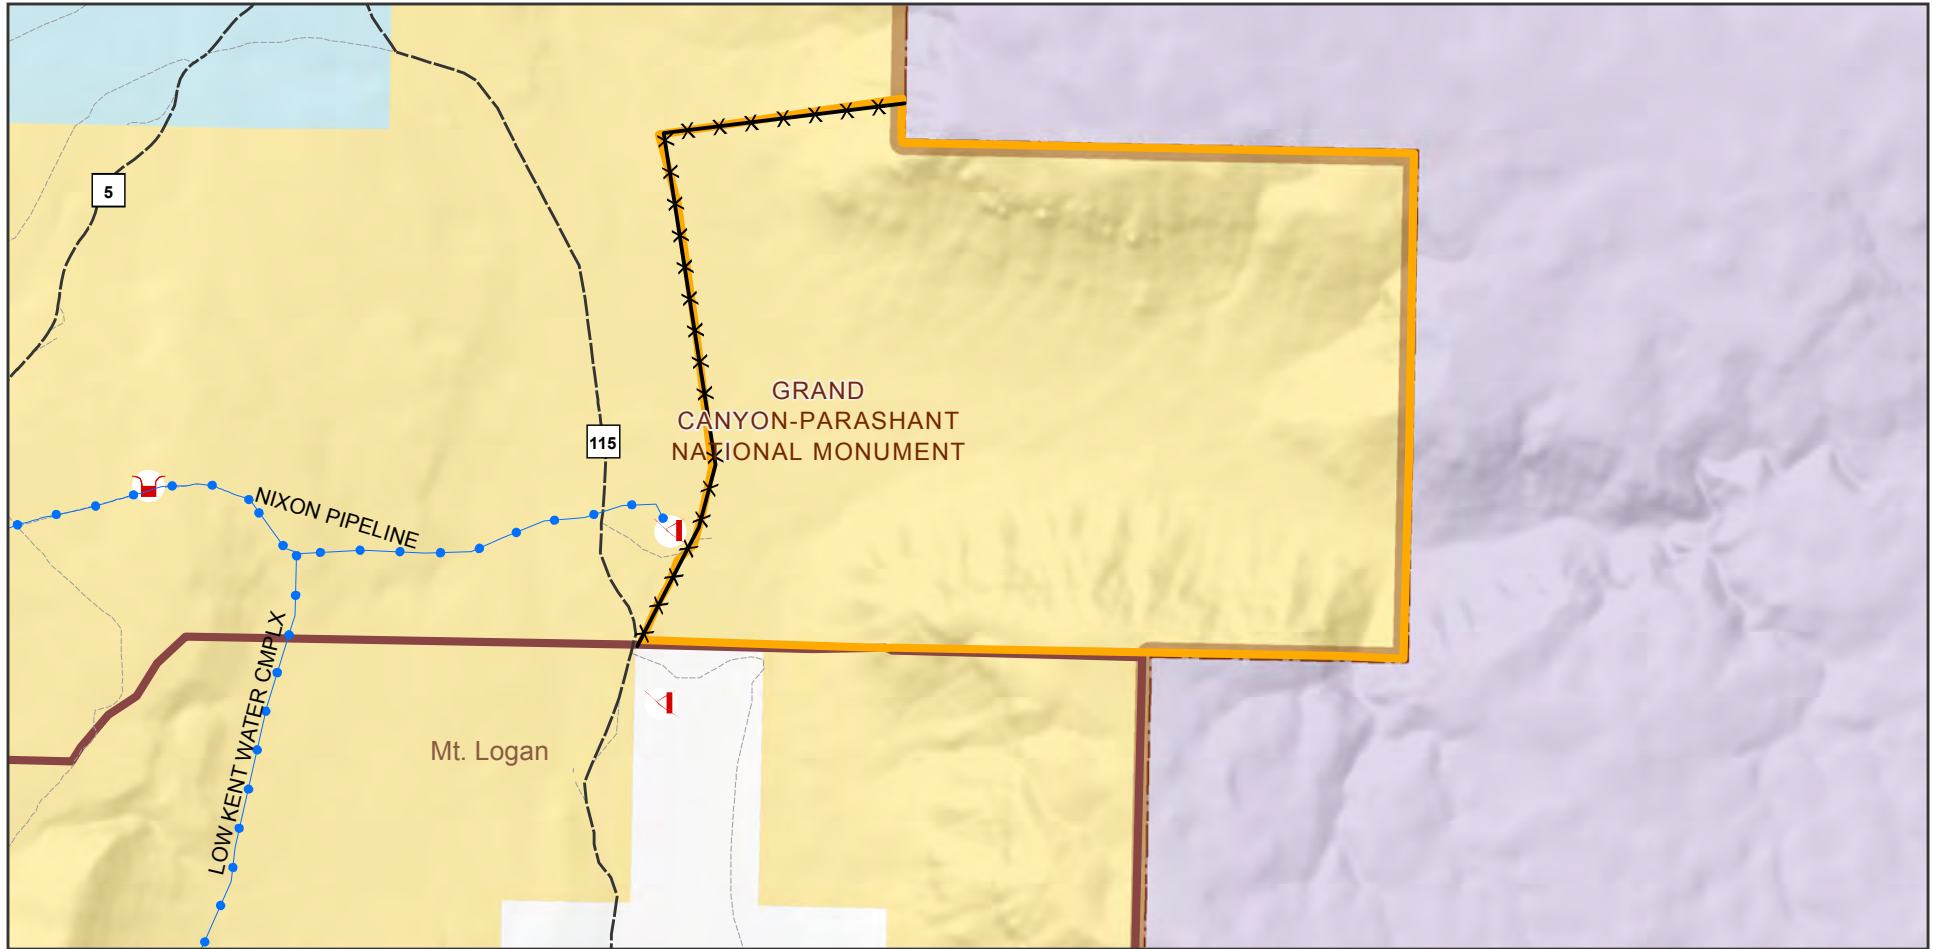 5
GRAND
CANYON-PARASHANT
NATIONAL MONUMENT
115
NIXON PIPELINE
LOW KENT WATER CMPLX
Mt. Logan